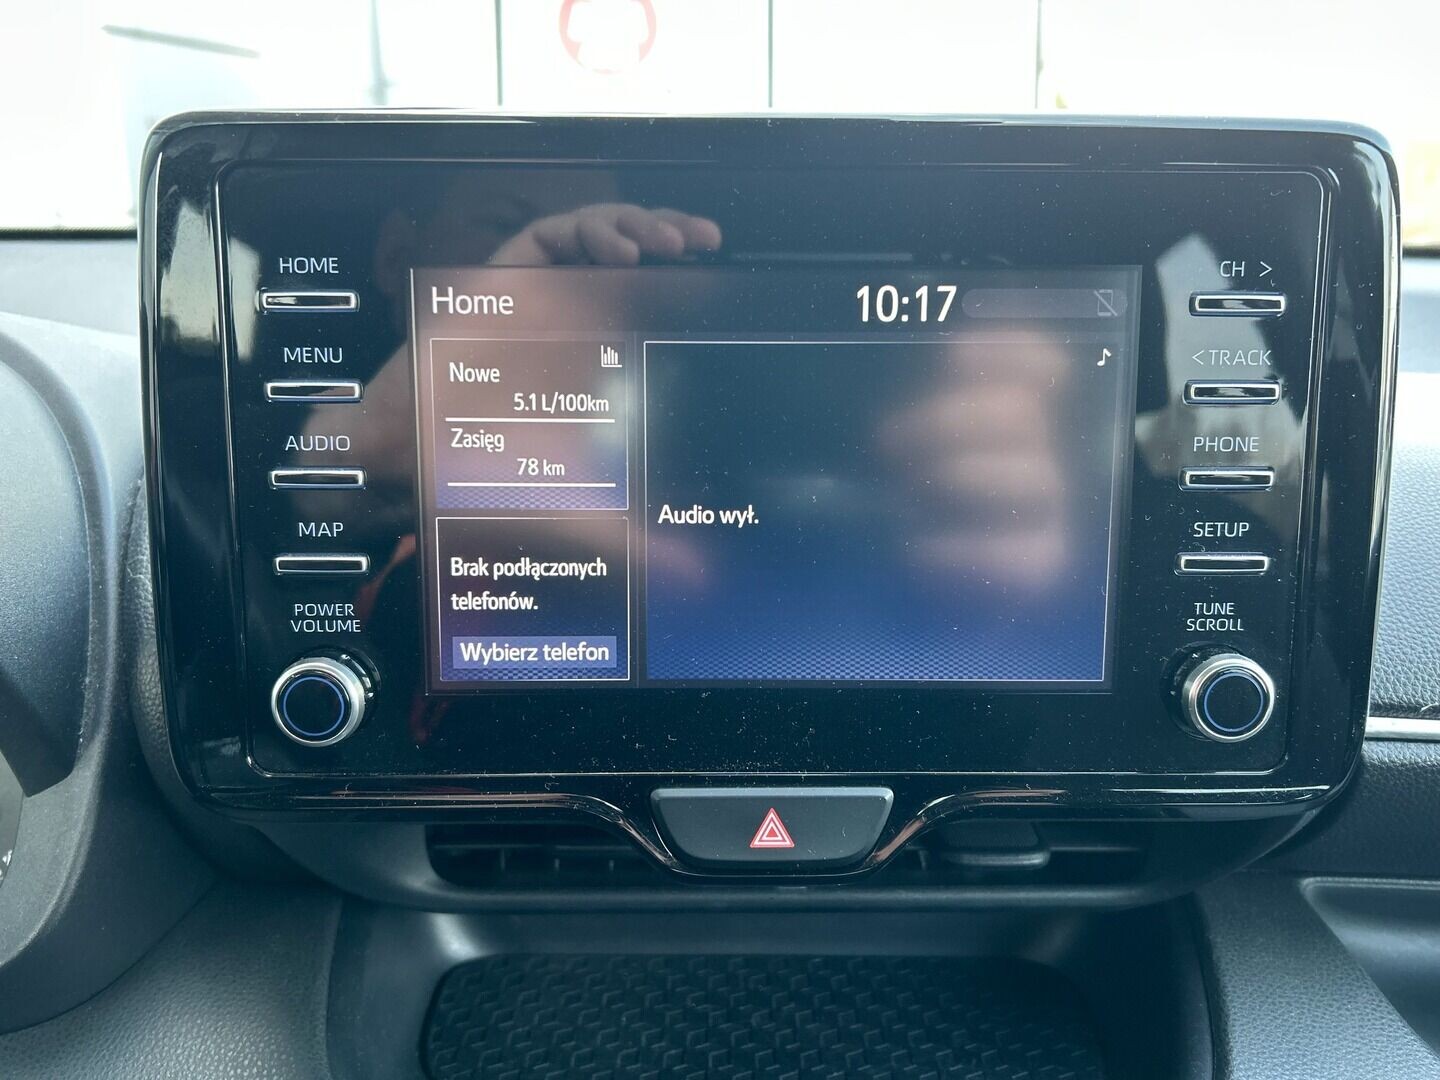 HOME
MENU
AUDIO
MAP
POWER
VOLUME
Home
10:17
Nowe
5.1 L/100km
Zasięg
78 km
Brak podłączonych
telefonów.
Wybierz telefon
Audio wył.
CH >
< TRACK
PHONE
SETUP
TUNE
SCROLL